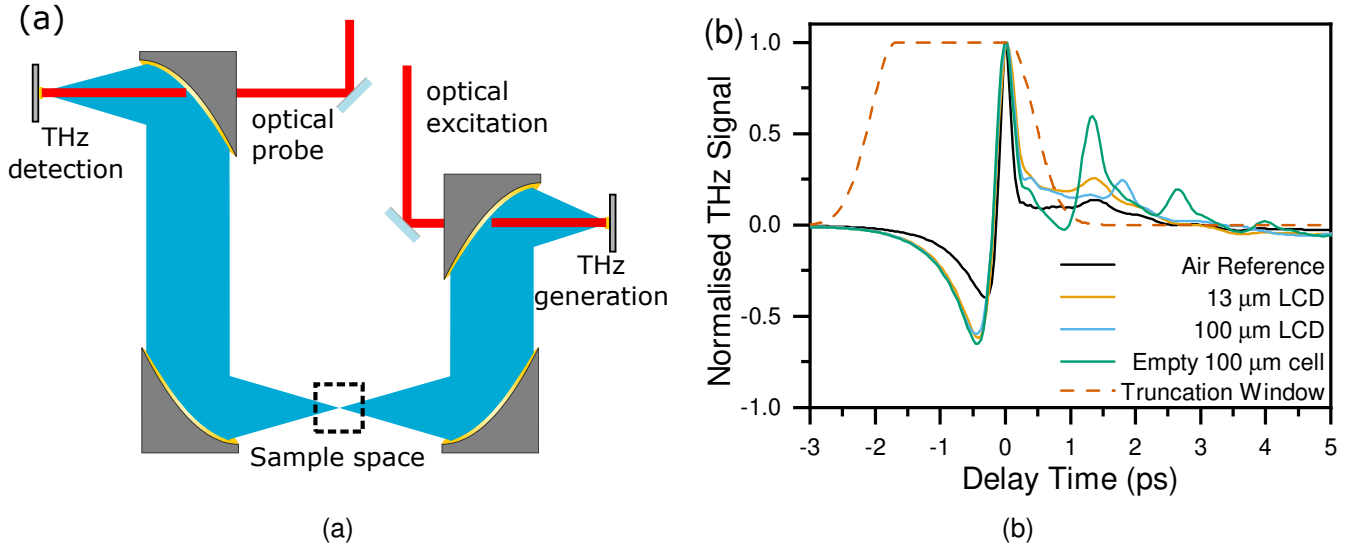 (a)
THz
detection
optical
probe
optical
excitation
THz
generation
Sample space
(a)
(b)
Normalised THz Signal
1.0
0.5
0.0
-0.5
-1.0
Air Reference
13 μm LCD
100 μm LCD
Empty 100 μm cell
Truncation Window
-3 -2 -1 0 1 2 3 4 5
Delay Time (ps)
(b)